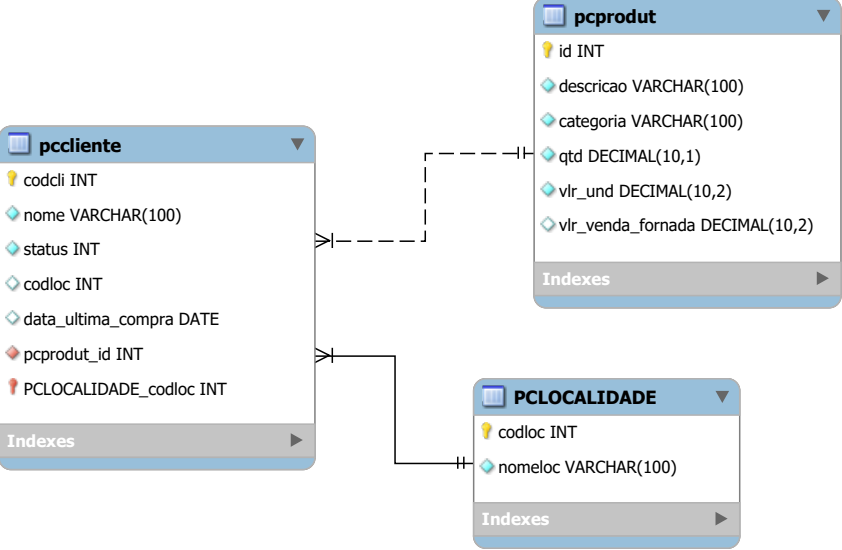 pcprodut
id INT
descricao VARCHAR(100)
categoria VARCHAR(100)
qtd DECIMAL(10,1)
vlr_und DECIMAL(10,2)
vlr_venda_fornada DECIMAL(10,2)
Indexes
pccliente
codcli INT
nome VARCHAR(100)
status INT
codloc INT
data_ultima_compra DATE
pcprodut_id INT
PCLOCALIDADE_codloc INT
Indexes
PCLOCALIDADE
codloc INT
nomeloc VARCHAR(100)
Indexes